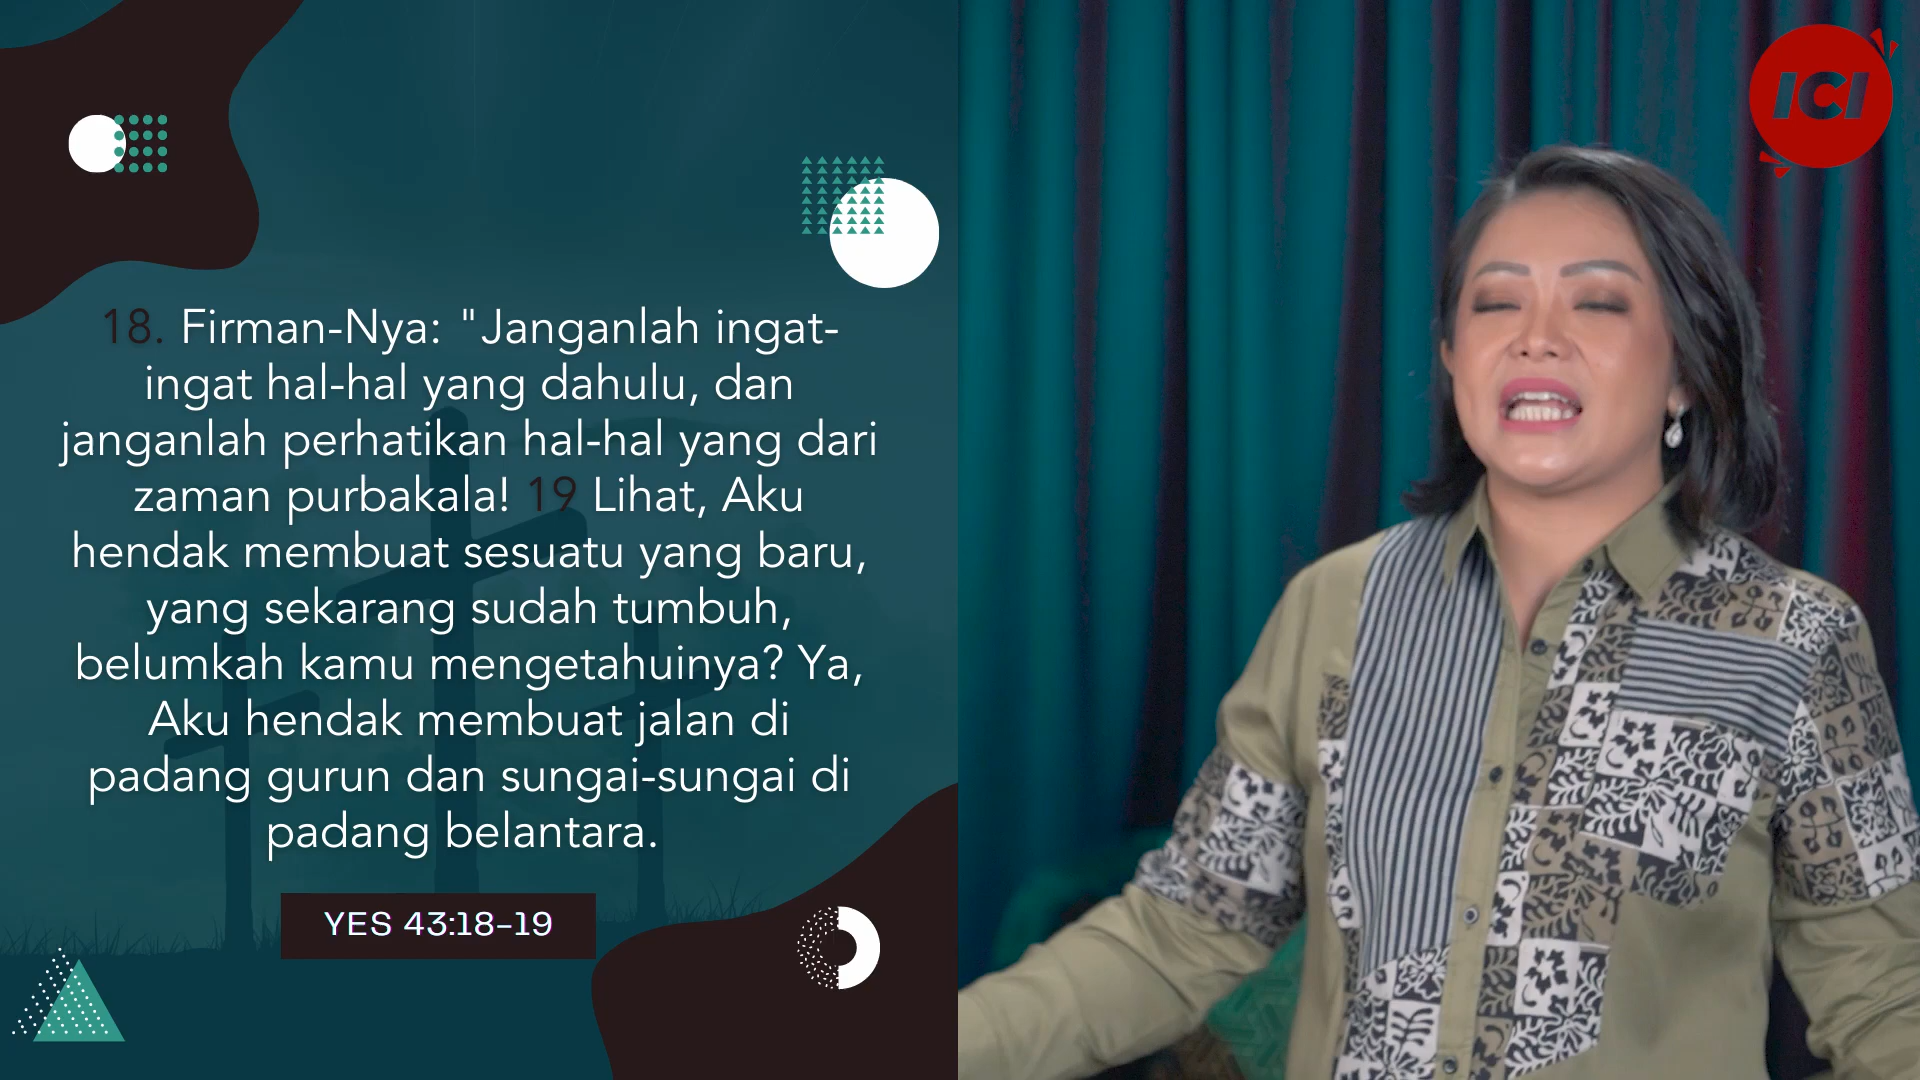 ICI
18. Firman-Nya: "Janganlah ingat-
ingat hal-hal yang dahulu, dan
janganlah perhatikan hal-hal yang dari
zaman purbakala! 19 Lihat, Aku
hendak membuat sesuatu yang baru,
yang sekarang sudah tumbuh,
belumkah kamu mengetahuinya? Ya,
Aku hendak membuat jalan di
padang gurun dan sungai-sungai di
padang belantara.
YES 43:18-19